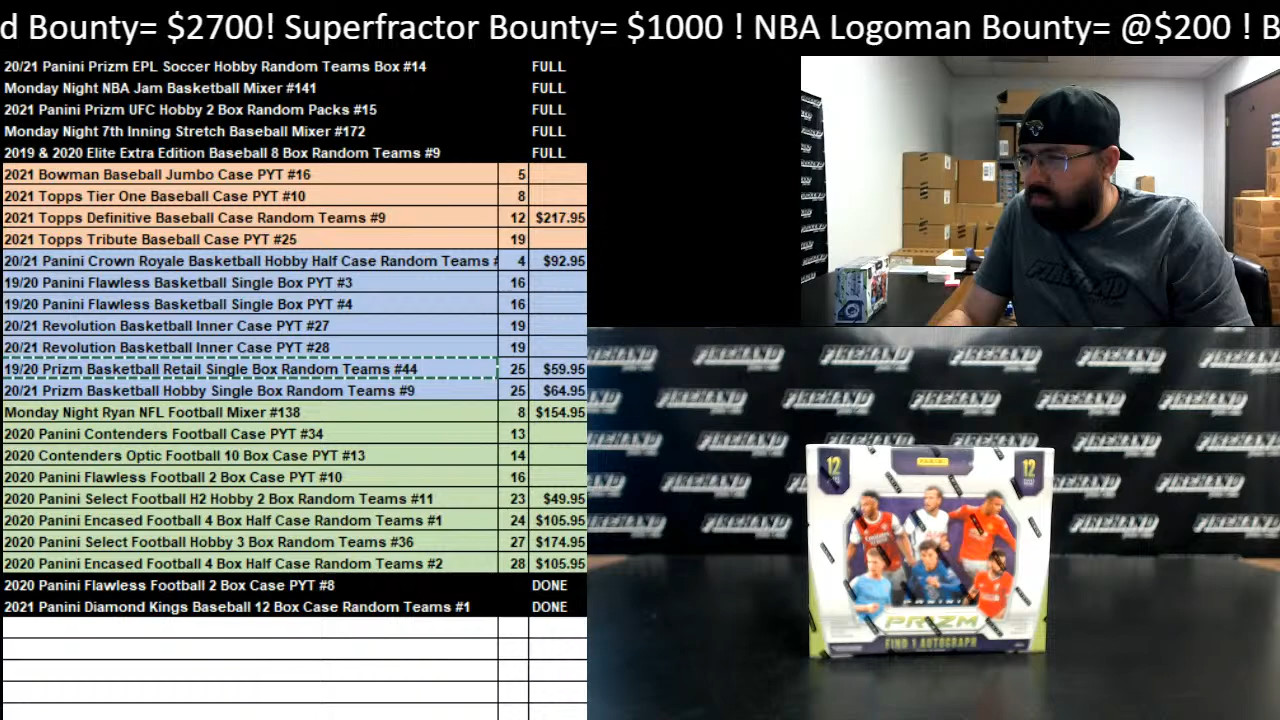 d Bounty= $2700! Superfractor Bounty= $1000 ! NBA Logoman Bounty= @$200 ! B
20/21 Panini Prizm EPL Soccer Hobby Random Teams Box #14 FULL
Monday Night NBA Jam Basketball Mixer #141 FULL
2021 Panini Prizm UFC Hobby 2 Box Random Packs #15 FULL
Monday Night 7th Inning Stretch Baseball Mixer #172 FULL
2019 & 2020 Elite Extra Edition Baseball 8 Box Random Teams #9 FULL
2021 Bowman Baseball Jumbo Case PYT #16 5
2021 Topps Tier One Baseball Case PYT #10 8
2021 Topps Definitive Baseball Case Random Teams #9 12 $217.95
2021 Topps Tribute Baseball Case PYT #25 19
20/21 Panini Crown Royale Basketball Hobby Half Case Random Teams # 4 $92.95
19/20 Panini Flawless Basketball Single Box PYT #3 16
19/20 Panini Flawless Basketball Single Box PYT #4 16
20/21 Revolution Basketball Inner Case PYT #27 19
20/21 Revolution Basketball Inner Case PYT #28 19
19/20 Prizm Basketball Retail Single Box Random Teams #44 25 $59.95
20/21 Prizm Basketball Hobby Single Box Random Teams #9 25 $64.95
Monday Night Ryan NFL Football Mixer #138 8 $154.95
2020 Panini Contenders Football Case PYT #34 13
2020 Contenders Optic Football 10 Box Case PYT #13 14
2020 Panini Flawless Football 2 Box Case PYT #10 16
2020 Panini Select Football H2 Hobby 2 Box Random Teams #11 23 $49.95
2020 Panini Encased Football 4 Box Half Case Random Teams #1 24 $105.95
2020 Panini Select Football Hobby 3 Box Random Teams #36 27 $174.95
2020 Panini Encased Football 4 Box Half Case Random Teams #2 28 $105.95
2020 Panini Flawless Football 2 Box Case PYT #8 DONE
2021 Panini Diamond Kings Baseball 12 Box Case Random Teams #1 DONE
FIREHAND
FIREHAND
12 PANINI 12
PRIZM
FIND 1 AUTOGRAPH